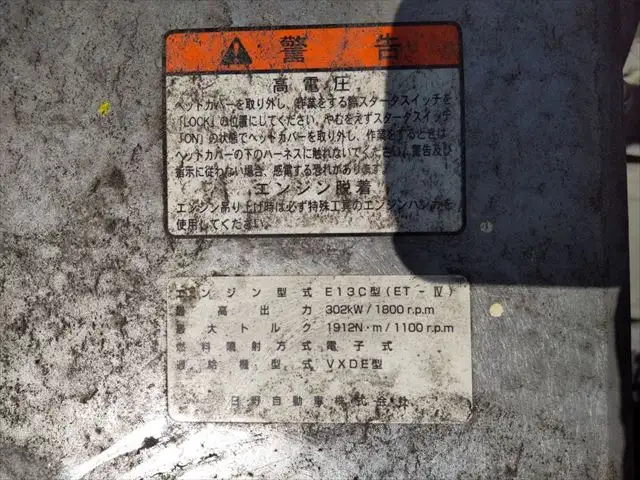 警告
高電圧
ヘッドカバーを取り外し、作業をする際スタータスイッチを
「LOCK」の位置にしてください。やむをえずスタータスイッチ
「ON」の状態でヘッドカバーを取り外し、作業をするときは
ヘッドカバーの下のハーネスに触れないでください。警告及び
指示に従わない場合、感電する恐れがあります。
エンジン脱着
エンジン吊り上げ時は必ず特殊工具のエンジンハンガを
使用してください。
エンジン型式 E13C型(ET-Ⅳ)
最高出力 302kW/1800r.p.m
最大トルク 1912N·m/1100r.p.m
燃料噴射方式 電子式
過給機型式 VXDE型
日野自動車株式会社